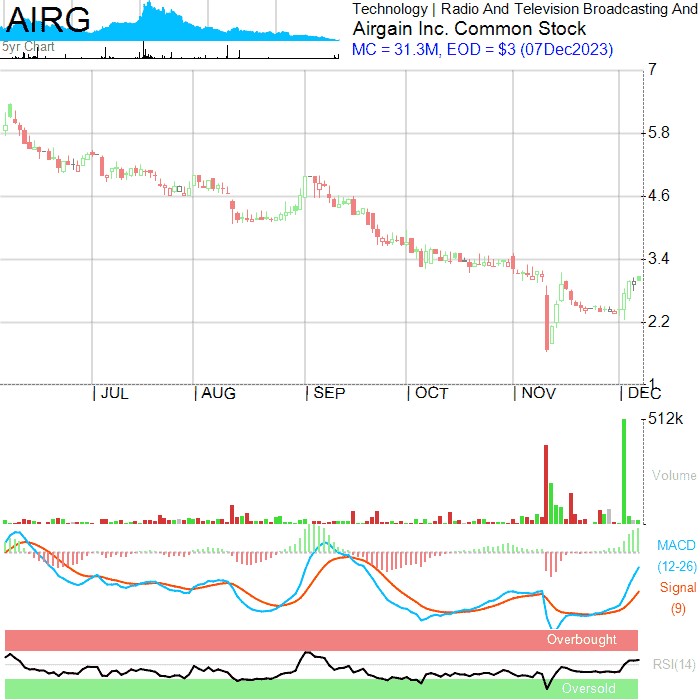 AIRG
5yr Chart
Technology | Radio And Television Broadcasting And
Airgain Inc. Common Stock
MC = 31.3M, EOD = $3 (07Dec2023)
7
5.8
4.6
3.4
2.2
1
JUL
AUG
SEP
OCT
NOV
DEC
512k
Volume
MACD
(12-26)
Signal
(9)
Overbought
RSI(14)
Oversold